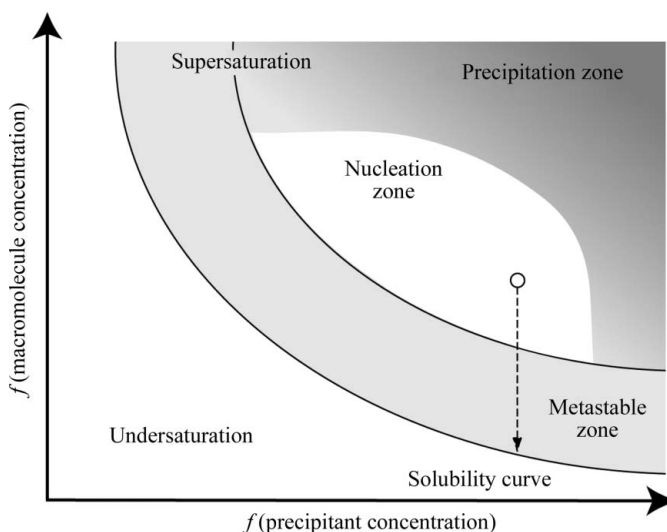 Supersaturation
Precipitation zone
Nucleation
zone
Metastable
zone
Undersaturation
Solubility curve
f (macromolecule concentration)
f (precipitant concentration)